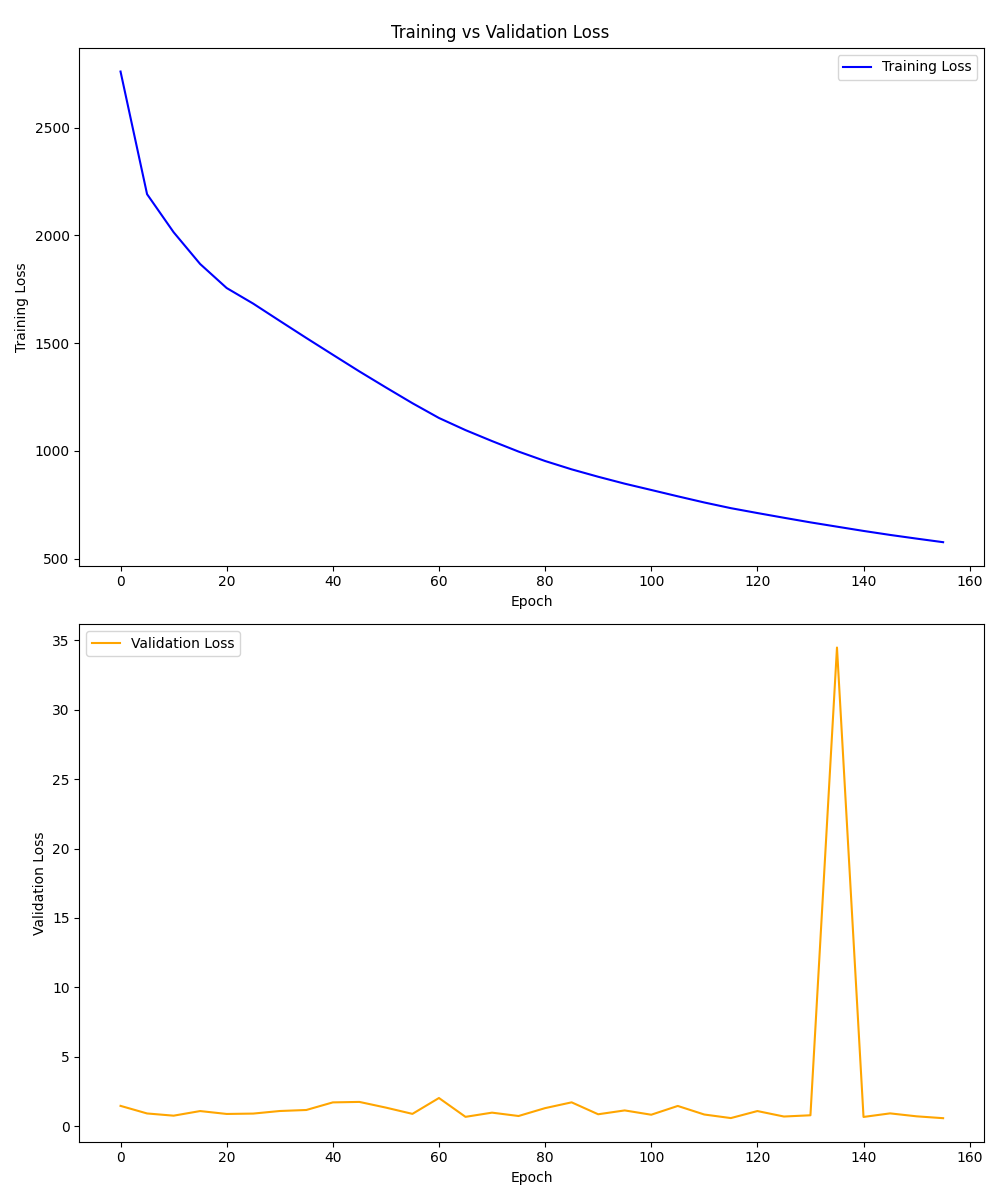 Training vs Validation Loss
Training Loss
2500
2000
1500
1000
500
Training Loss
0 20 40 60 80 100 120 140 160
Epoch
Validation Loss
35
30
25
20
15
10
5
0
Validation Loss
0 20 40 60 80 100 120 140 160
Epoch